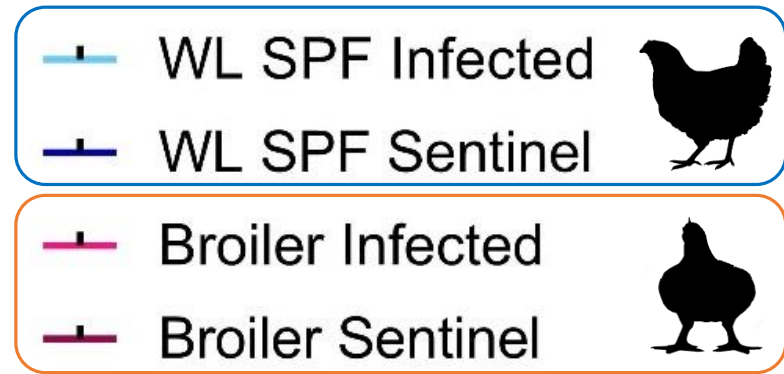 WL SPF Infected
WL SPF Sentinel
Broiler Infected
Broiler Sentinel